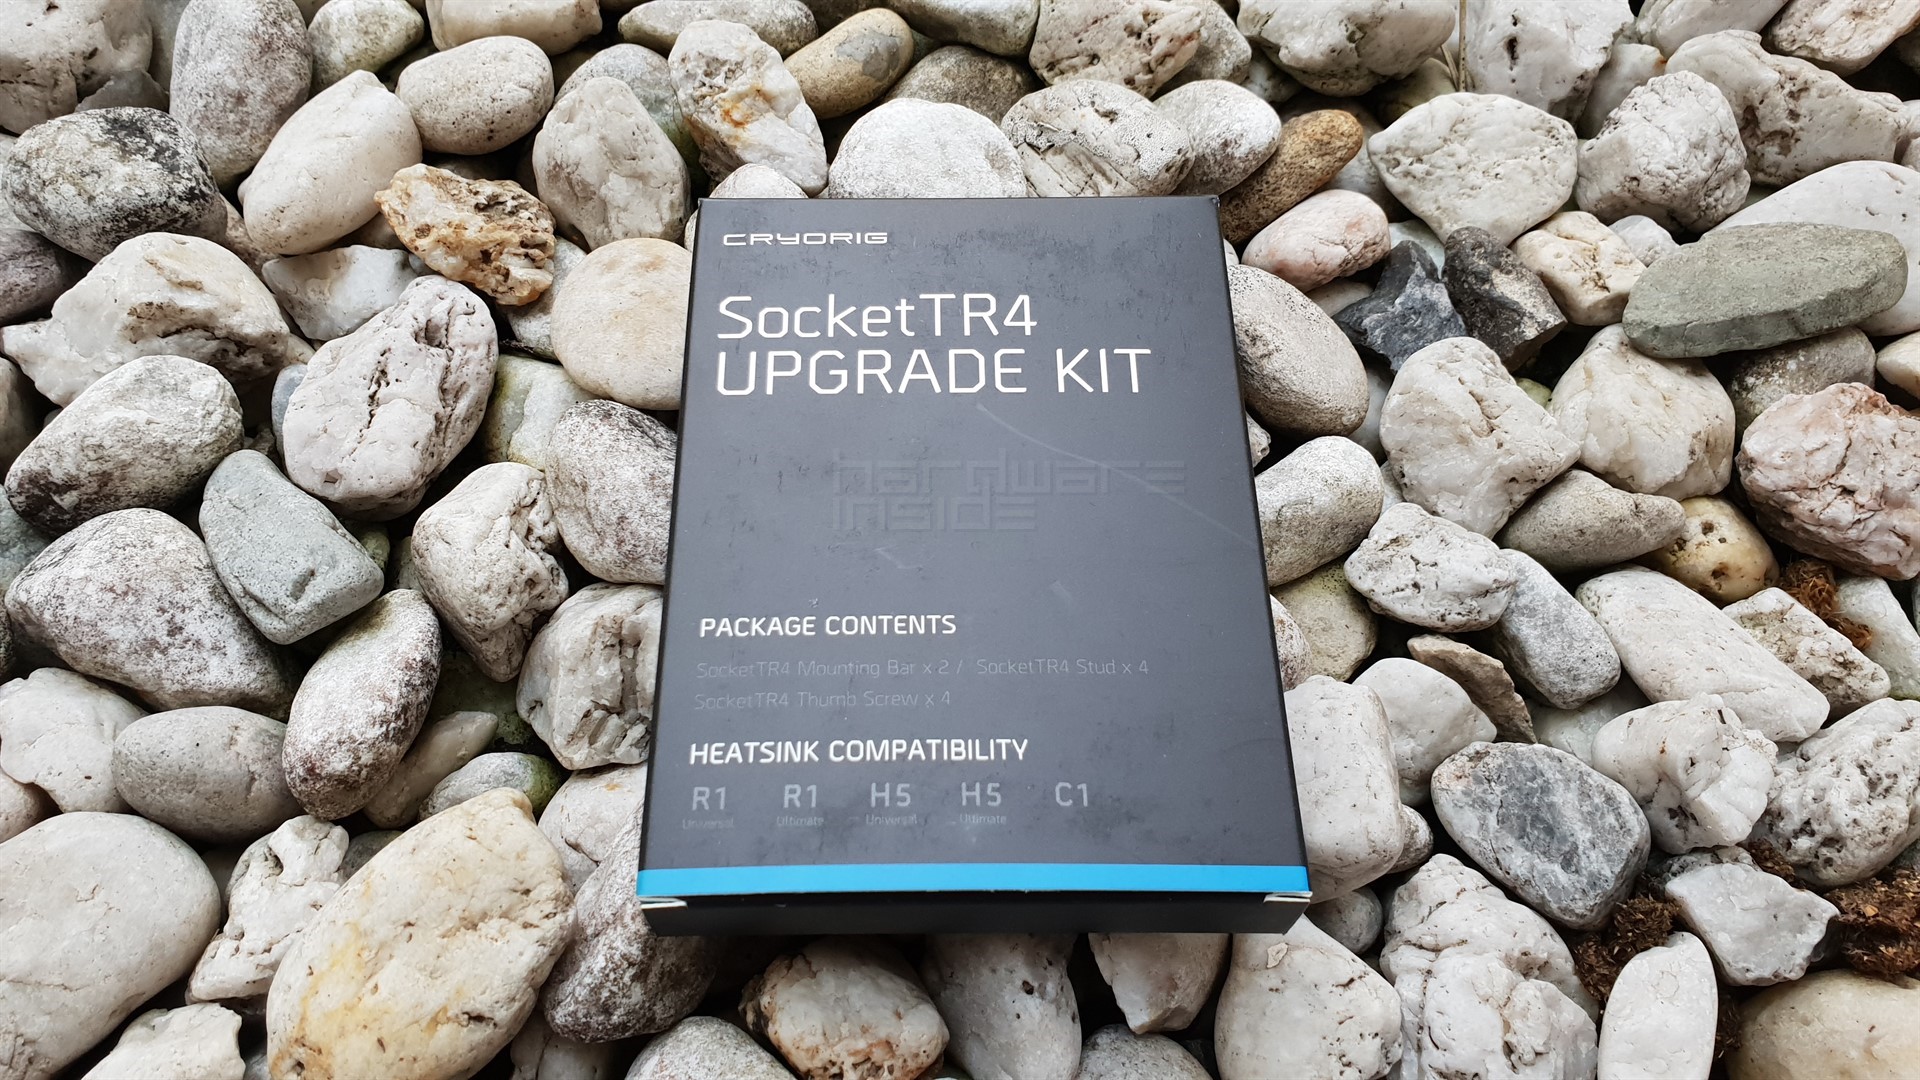 CRYORIG
SocketTR4
UPGRADE KIT
hardware
inside
PACKAGE CONTENTS
SocketTR4 Mounting Bar x 2 / SocketTR4 Stud x 4
SocketTR4 Thumb Screw x 4
HEATSINK COMPATIBILITY
R1 R1 H5 H5 C1
Universal Ultimate Universal Ultimate